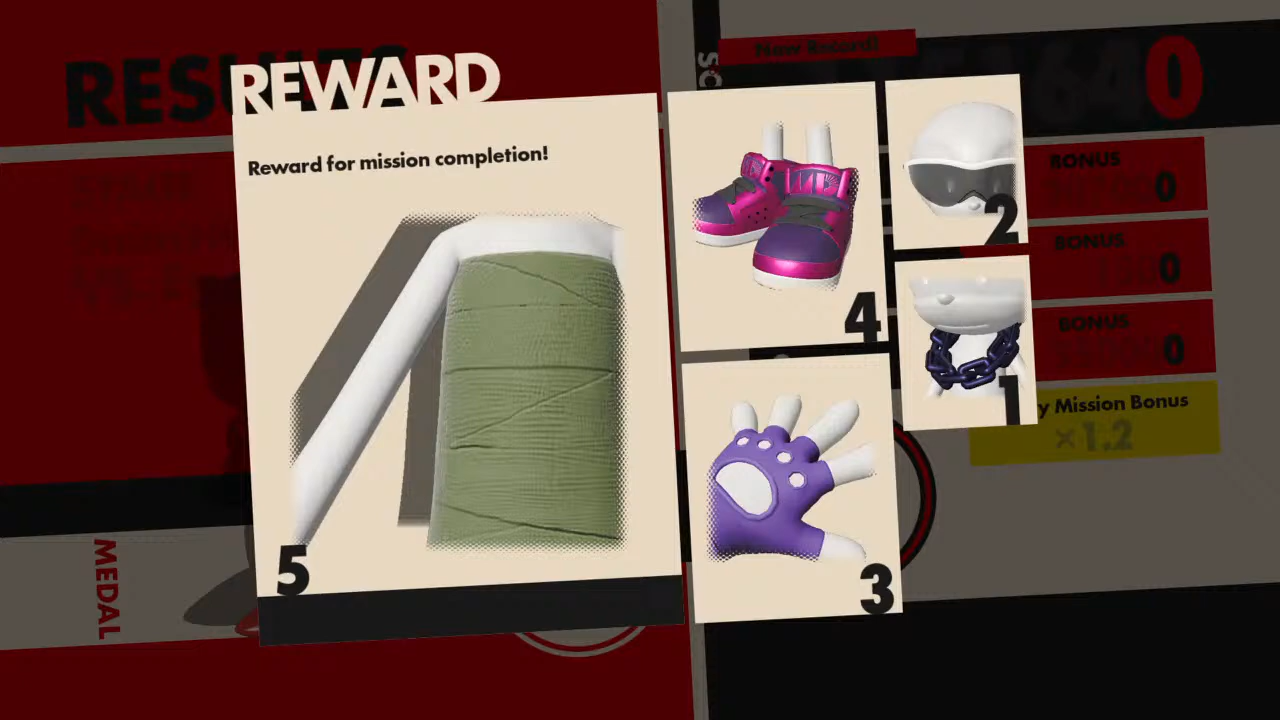 REWARD
Reward for mission completion!
5
4
3
2
1
New Record!
BONUS
BONUS
BONUS
y Mission Bonus
×1.2
MEDAL